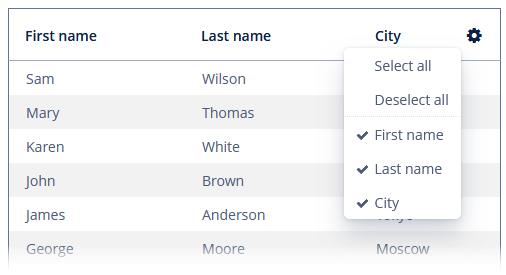 First name Last name City
Sam Wilson
Mary Thomas
Karen White
John Brown
James Anderson
George Moore Moscow
Select all
Deselect all
First name
Last name
City